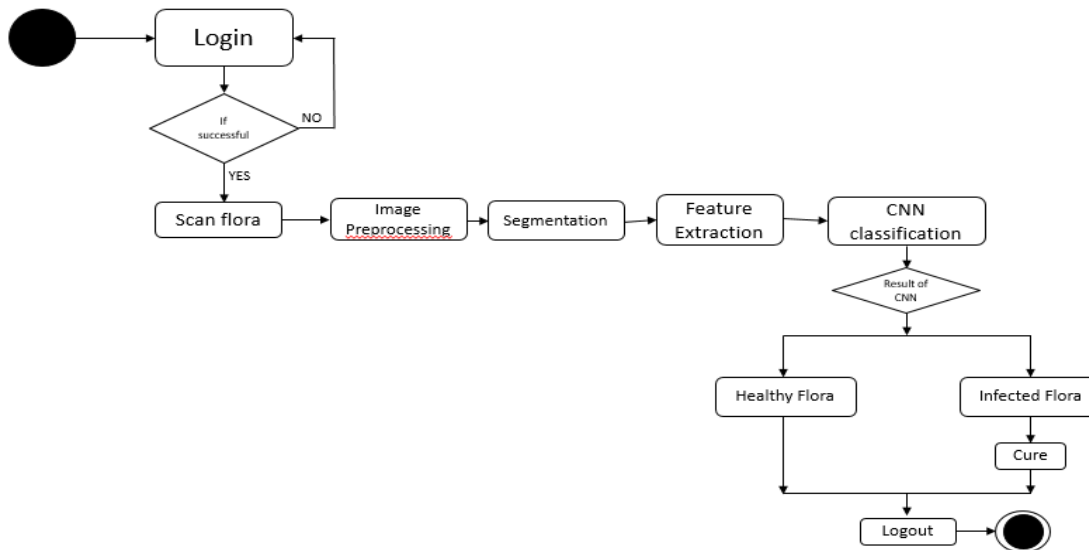 Login
If
successful
NO
YES
Scan flora
Image
Preprocessing
Segmentation
Feature
Extraction
CNN
classification
Result of
CNN
Healthy Flora
Infected Flora
Cure
Logout